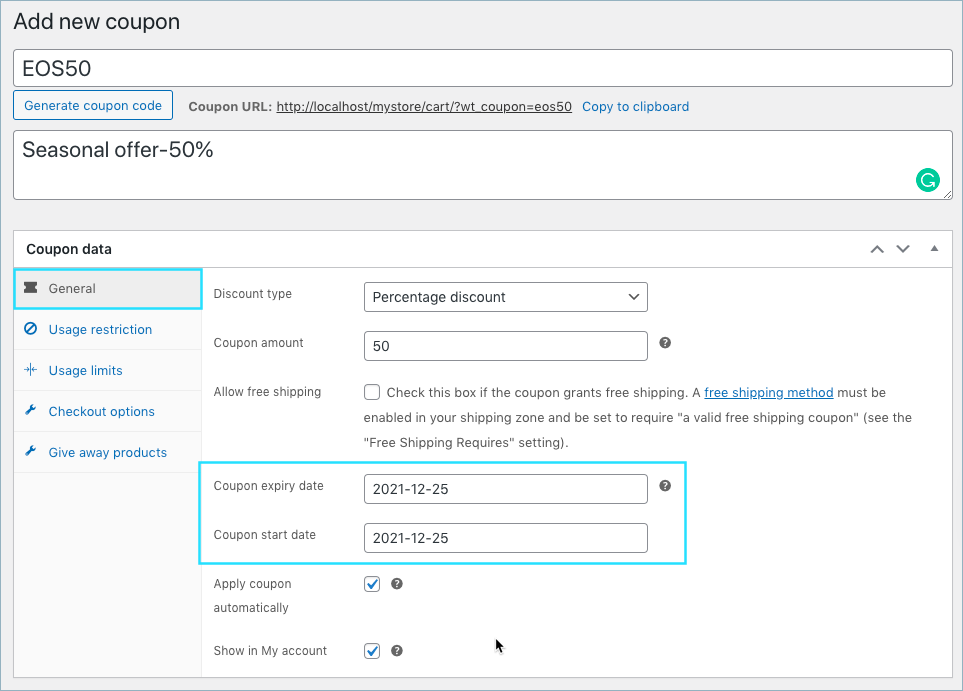 Add new coupon
EOS50
Generate coupon code Coupon URL: http://localhost/mystore/cart/?wt_coupon=eos50 Copy to clipboard
Seasonal offer-50%
Coupon data
General
Usage restriction
Usage limits
Checkout options
Give away products
Discount type Percentage discount
Coupon amount 50
Allow free shipping Check this box if the coupon grants free shipping. A free shipping method must be
enabled in your shipping zone and be set to require "a valid free shipping coupon" (see the
"Free Shipping Requires" setting).
Coupon expiry date 2021-12-25
Coupon start date 2021-12-25
Apply coupon
automatically
Show in My account